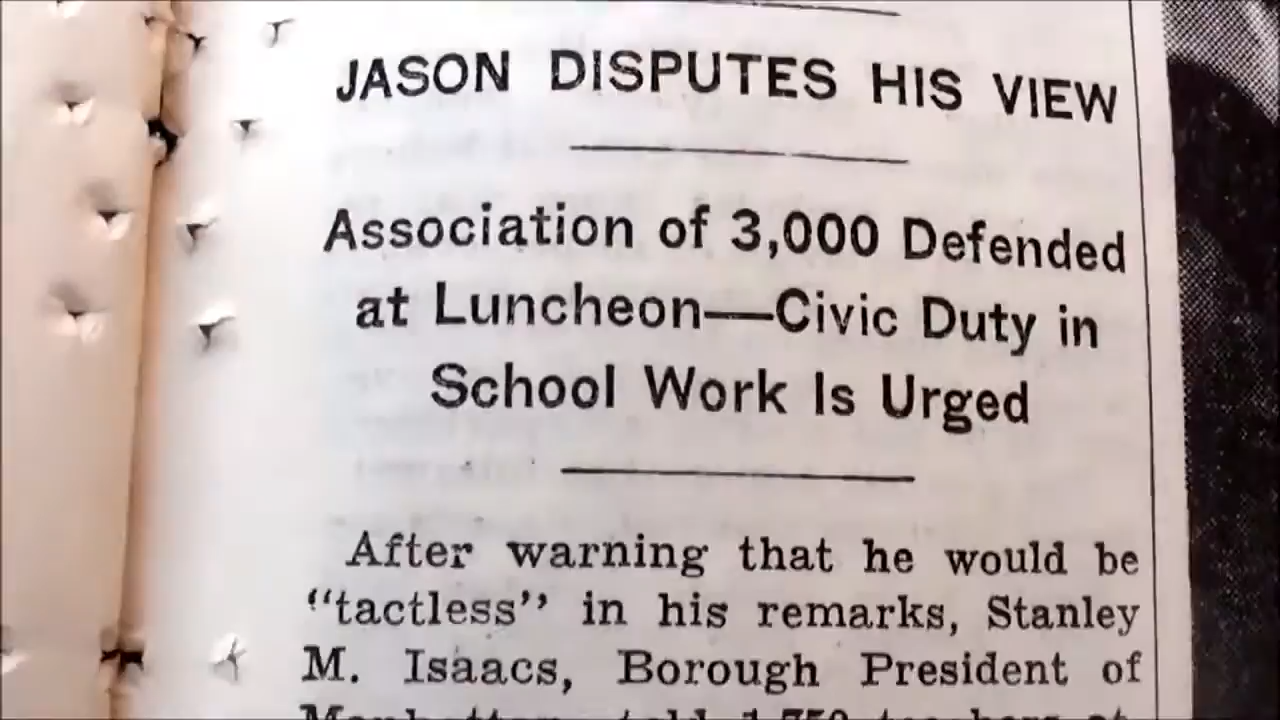 JASON DISPUTES HIS VIEW
Association of 3,000 Defended
at Luncheon—Civic Duty in
School Work Is Urged
After warning that he would be
"tactless" in his remarks, Stanley
M. Isaacs, Borough President of